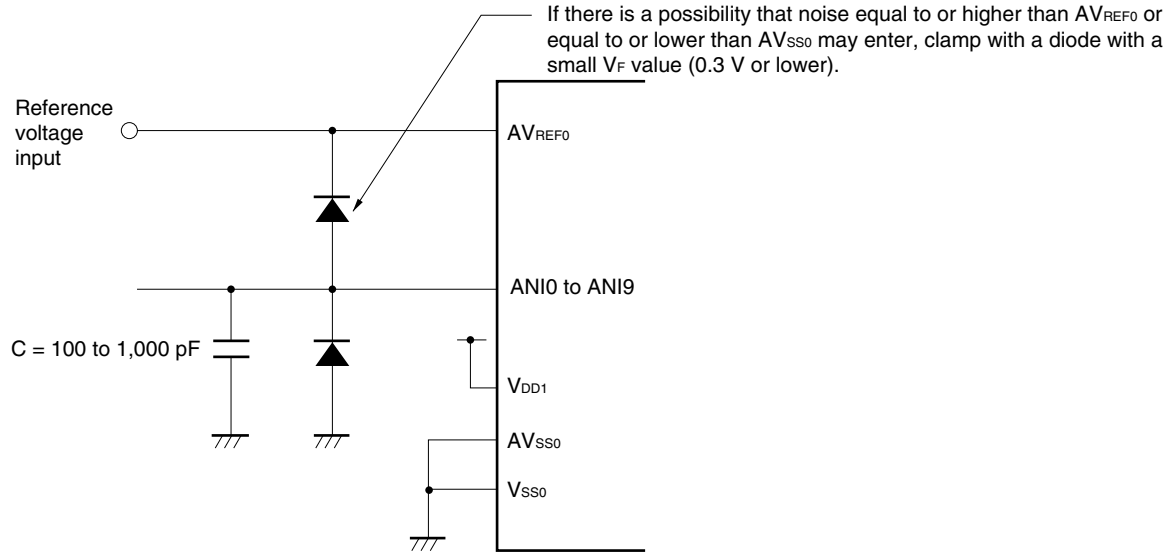 If there is a possibility that noise equal to or higher than AVREF0 or
equal to or lower than AVSS0 may enter, clamp with a diode with a
small VF value (0.3 V or lower).
Reference
voltage
input
AVREF0
ANI0 to ANI9
C = 100 to 1,000 pF
VDD1
AVSS0
VSS0